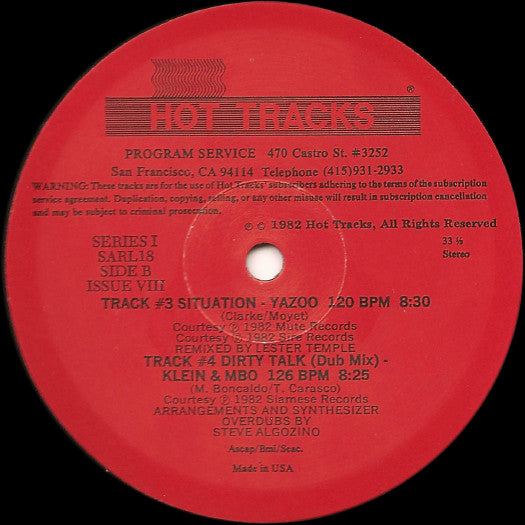 ®
HOT TRACKS
PROGRAM SERVICE 470 Castro St. #3252
San Francisco, CA 94114 Telephone (415)931-2933
WARNING: These tracks are for the use of Hot Tracks' subscribers adhering to the terms of the subscription
service agreement. Duplication, copying, selling, or any other misuse will result in subscription cancellation
and may be subject to criminal prosecution.
℗ © 1982 Hot Tracks, All Rights Reserved
SERIES I
33 ⅓
SARL18
Stereo
SIDE B
ISSUE VIII
TRACK #3 SITUATION - YAZOO 120 BPM 8:30
(Clarke/Moyet)
Courtesy ℗ 1982 Mute Records
Courtesy ℗ 1982 Sire Records
REMIXED BY LESTER TEMPLE
TRACK #4 DIRTY TALK (Dub Mix) -
KLEIN & MBO 126 BPM 8:25
(M. Boncaldo/T. Carasco)
Courtesy ℗ 1982 Siamese Records
ARRANGEMENTS AND SYNTHESIZER
OVERDUBS BY
STEVE ALGOZINO
Ascap/Bmi/Seac.
Made in USA